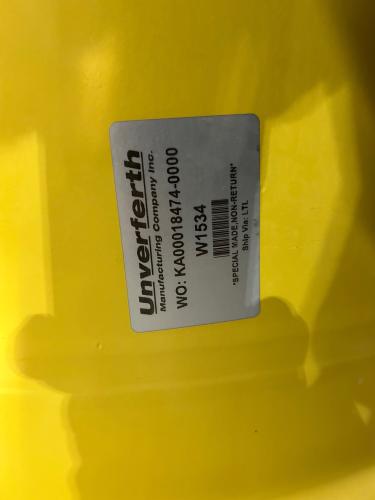 Unverferth
Manufacturing Company Inc.
WO: KA00018474-0000
W1534
*SPECIAL MADE,NON-RETURN*
Ship Via: LTL